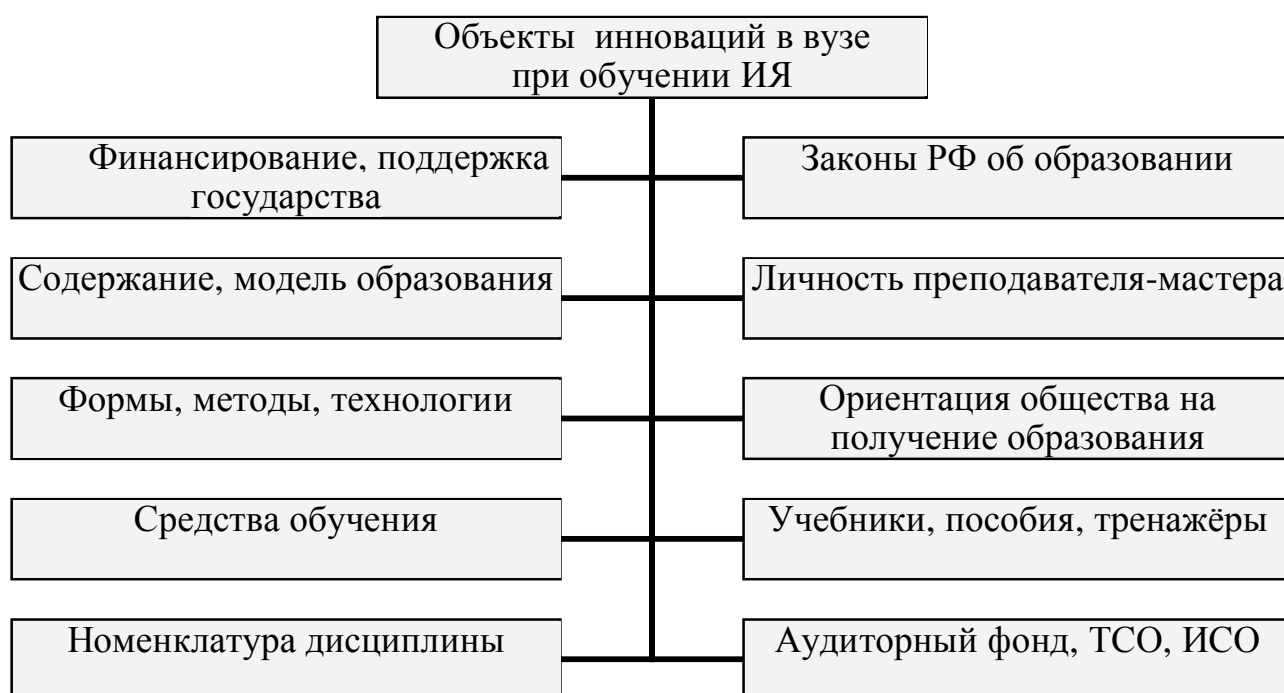 Объекты инноваций в вузе
при обучении ИЯ
Финансирование, поддержка
государства
Законы РФ об образовании
Содержание, модель образования
Личность преподавателя-мастера
Формы, методы, технологии
Ориентация общества на
получение образования
Средства обучения
Учебники, пособия, тренажёры
Номенклатура дисциплины
Аудиторный фонд, ТСО, ИСО